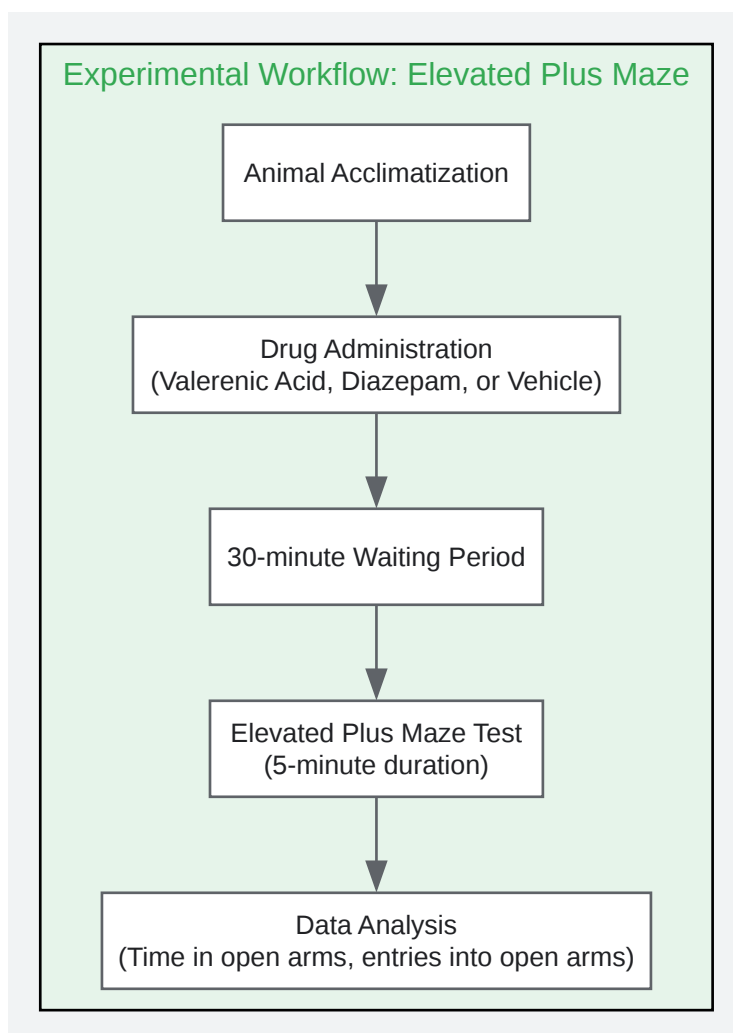 Experimental Workflow: Elevated Plus Maze
Animal Acclimatization
Drug Administration
(Valerenic Acid, Diazepam, or Vehicle)
30-minute Waiting Period
Elevated Plus Maze Test
(5-minute duration)
Data Analysis
(Time in open arms, entries into open arms)